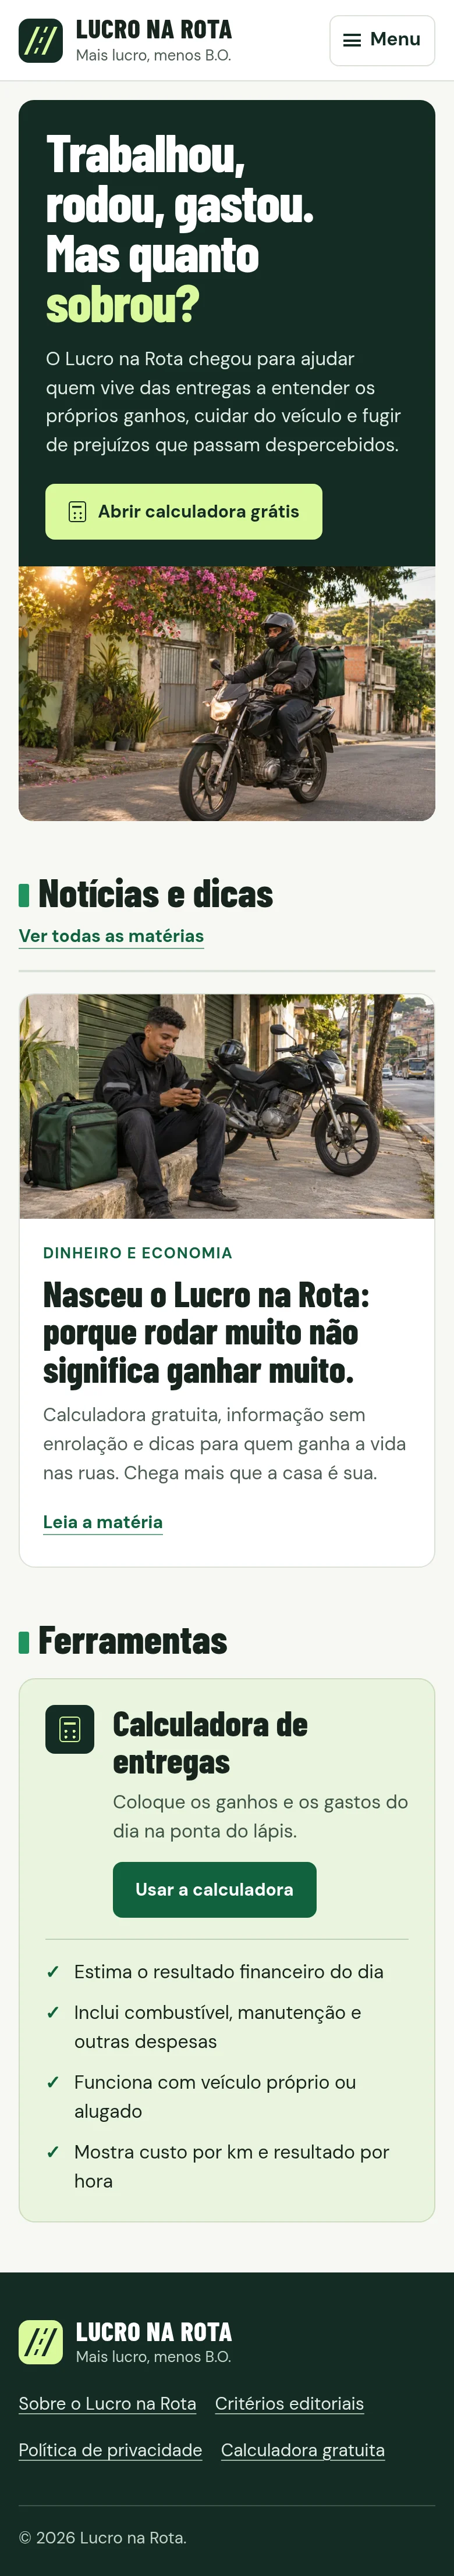 LUCRO NA ROTA
Mais lucro, menos B.O.
Menu
Trabalhou,
rodou, gastou.
Mas quanto
sobrou?
O Lucro na Rota chegou para ajudar
quem vive das entregas a entender os
próprios ganhos, cuidar do veículo e fugir
de prejuízos que passam despercebidos.
Abrir calculadora grátis
Notícias e dicas
Ver todas as matérias
DINHEIRO E ECONOMIA
Nasceu o Lucro na Rota:
porque rodar muito não
significa ganhar muito.
Calculadora gratuita, informação sem
enrolação e dicas para quem ganha a vida
nas ruas. Chega mais que a casa é sua.
Leia a matéria
Ferramentas
Calculadora de
entregas
Coloque os ganhos e os gastos do
dia na ponta do lápis.
Usar a calculadora
✓ Estima o resultado financeiro do dia
✓ Inclui combustível, manutenção e
outras despesas
✓ Funciona com veículo próprio ou
alugado
✓ Mostra custo por km e resultado por
hora
LUCRO NA ROTA
Mais lucro, menos B.O.
Sobre o Lucro na Rota Critérios editoriais
Política de privacidade Calculadora gratuita
© 2026 Lucro na Rota.